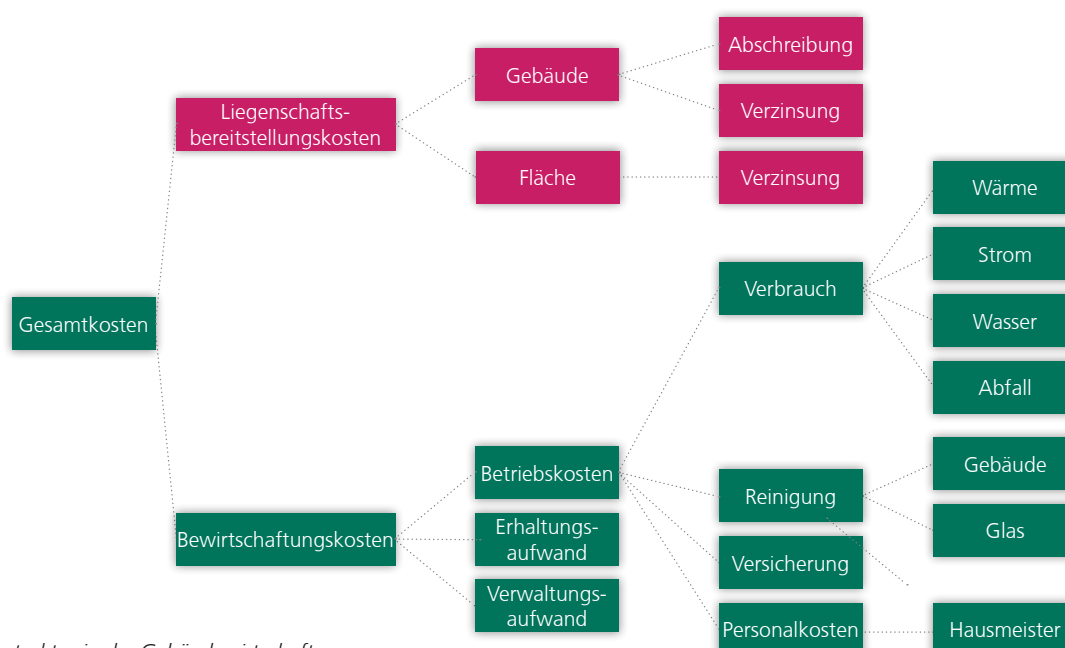 Abschreibung
Gebäude
Verzinsung
Liegenschafts-
bereitstellungskosten
Fläche
Verzinsung
Wärme
Strom
Verbrauch
Wasser
Gesamtkosten
Abfall
Gebäude
Betriebskosten
Reinigung
Glas
Bewirtschaftungskosten
Erhaltungs-
aufwand
Versicherung
Verwaltungs-
aufwand
Personalkosten
Hausmeister